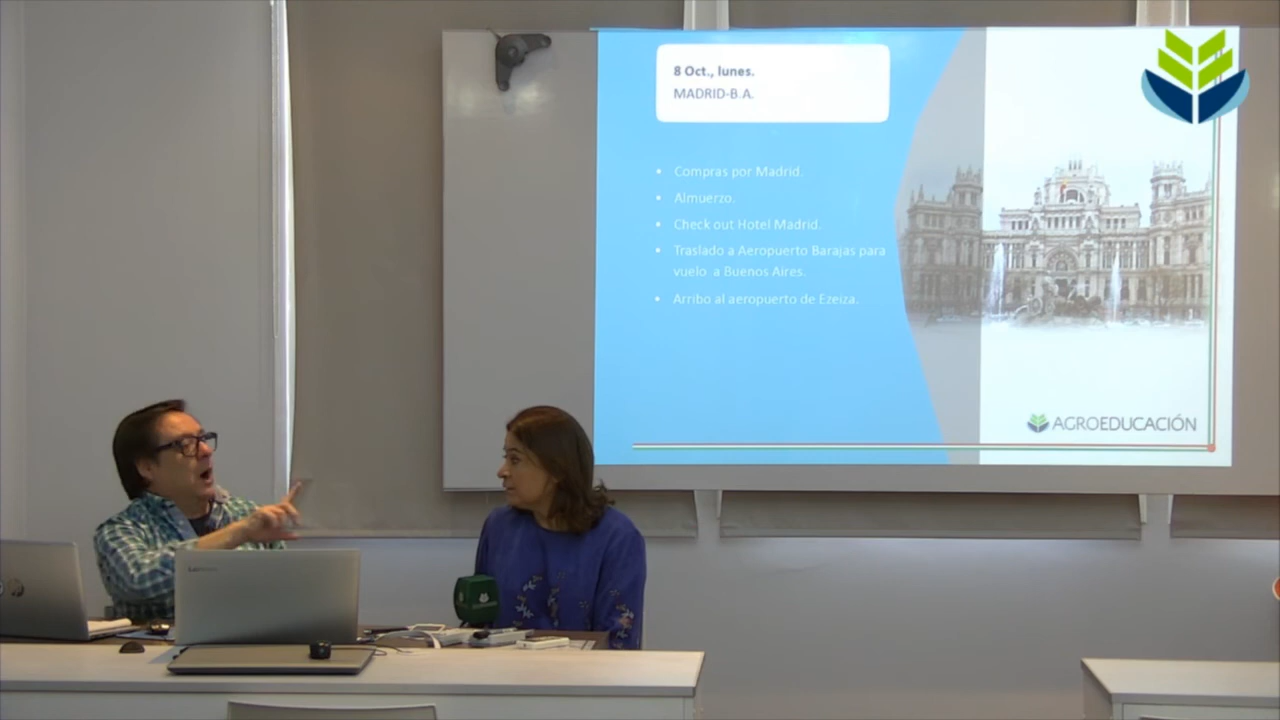 8 Oct., lunes.
MADRID-B.A.
Compras por Madrid.
Almuerzo.
Check out Hotel Madrid.
Traslado a Aeropuerto Barajas para
vuelo a Buenos Aires.
Arribo al aeropuerto de Ezeiza.
AGROEDUCACIÓN